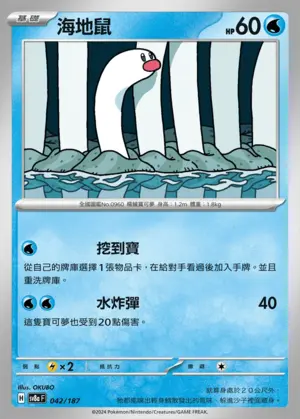 基礎 海地鼠 HP60
全國圖鑑No.0960 槓鰻寶可夢 身高：1.2m 體重：1.8kg
挖到寶
從自己的牌庫選擇1張物品卡，在給對手看過後加入手牌。並且
重洗牌庫。
水炸彈 40
這隻寶可夢也受到20點傷害。
弱點 ×2 抵抗力 撤退
illus. OKUBO
H sv8a F 042/187
©2024 Pokémon/Nintendo/Creatures/GAME FREAK.